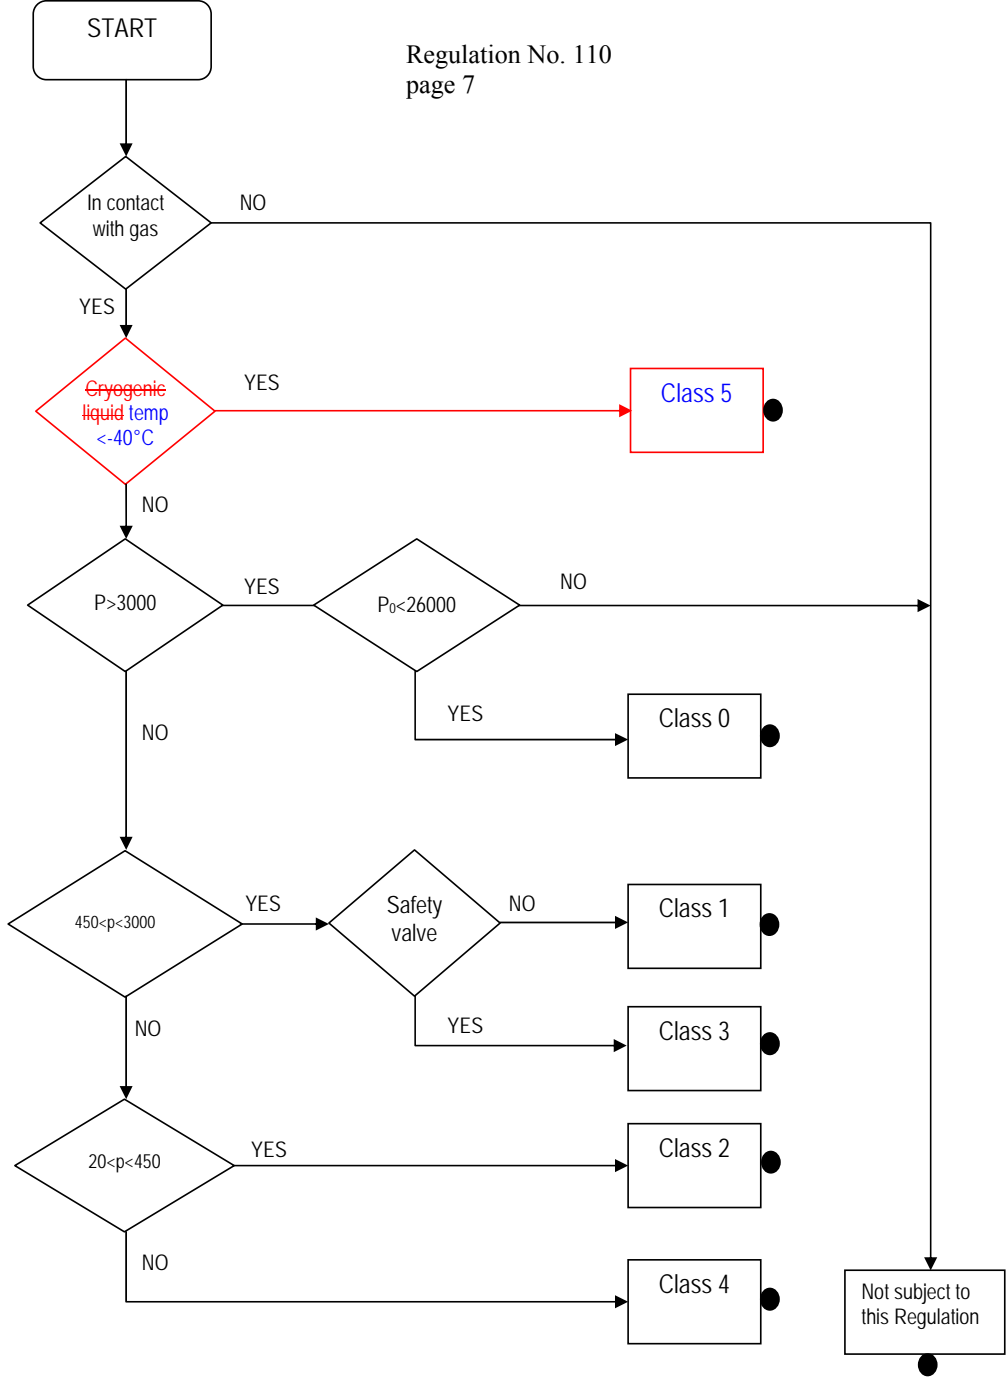 START
Regulation No. 110
page 7
In contact
with gas
NO
YES
Cryogenic
liquid temp
<-40°C
YES
Class 5
NO
P>3000
YES
P₀<26000
NO
YES
Class 0
NO
450<p<3000
YES
Safety
valve
NO
Class 1
YES
Class 3
NO
20<p<450
YES
Class 2
NO
Class 4
Not subject to
this Regulation